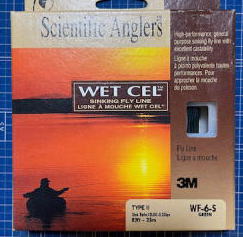 Scientific Anglers
High-performance, general
purpose sinking fly line with
excellent castability.
Ligne à mouche
à plomb polyvalente hautes
performances. Pour
approcher la maison
de poissons.
WET CEL
SINKING FLY LINE
LIGNE À MOUCHE WET CEL
Fly Line
Ligne à mouche
3M
TYPE II
WF-6-S
GREEN